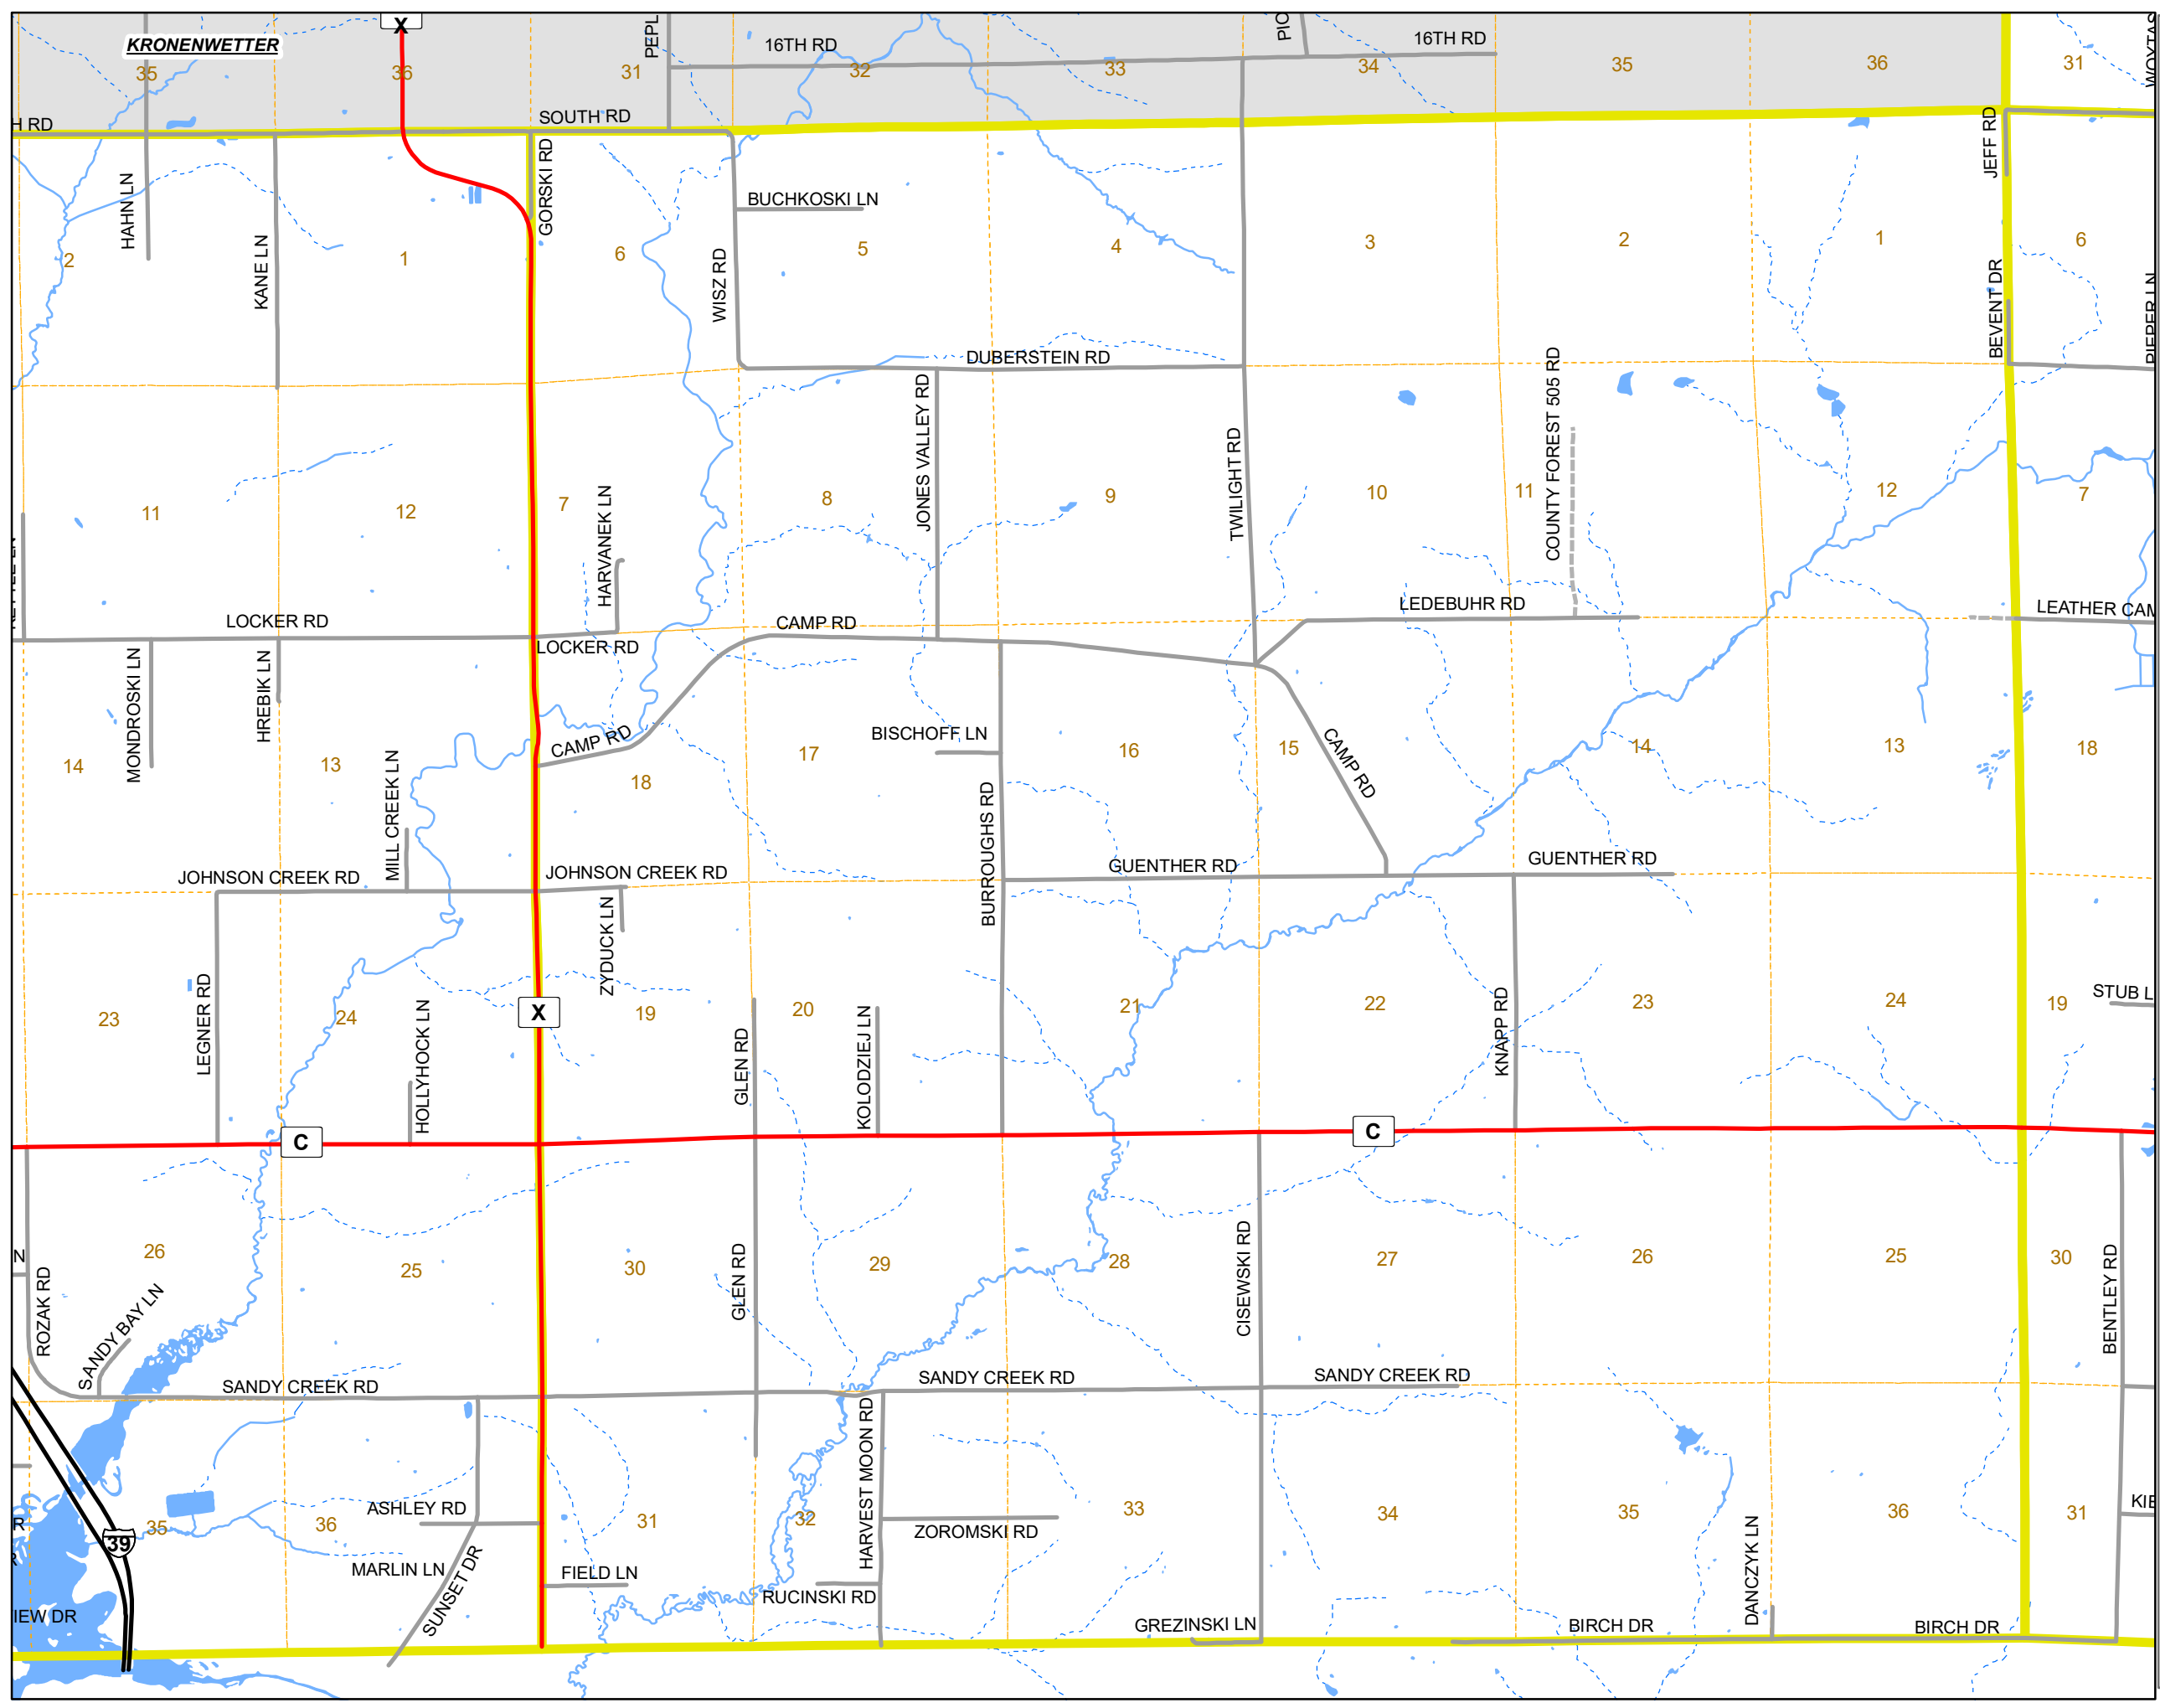 X
PEPL
PIC
WOYTAS
KRONENWETTER
16TH RD
16TH RD
35
36
31
32
33
34
35
36
31
H RD
SOUTH RD
JEFF RD
HAHN LN
GORSKI RD
BUCHKOSKI LN
KANE LN
WISZ RD
BEVENT DR
PIEPER LN
2
1
6
5
4
3
2
1
6
DUBERSTEIN RD
JONES VALLEY RD
TWILIGHT RD
COUNTY FOREST 505 RD
HARVANEK LN
11
12
7
8
9
10
11
12
7
LOCKER RD
LOCKER RD
CAMP RD
LEDEBUHR RD
LEATHER CAM
MONDROSKI LN
HREBIK LN
CAMP RD
BISCHOFF LN
CAMP RD
MILL CREEK LN
BURROUGHS RD
14
13
18
17
16
15
14
13
18
JOHNSON CREEK RD
JOHNSON CREEK RD
GUENTHER RD
GUENTHER RD
LEGNER RD
HOLLYHOCK LN
ZYDUCK LN
X
GLEN RD
KOLODZIEJ LN
KNAPP RD
STUB L
23
24
19
20
21
22
23
24
19
C
C
N
ROZAK RD
SANDY BAY LN
GLEN RD
CISEWSKI RD
BENTLEY RD
26
25
30
29
28
27
26
25
30
SANDY CREEK RD
SANDY CREEK RD
SANDY CREEK RD
HARVEST MOON RD
ASHLEY RD
ZOROMSKI RD
KIE
R
39
35
36
31
32
33
34
35
36
31
MARLIN LN
SUNSET DR
FIELD LN
RUCINSKI RD
DANCZYK LN
IEW DR
GREZINSKI LN
BIRCH DR
BIRCH DR